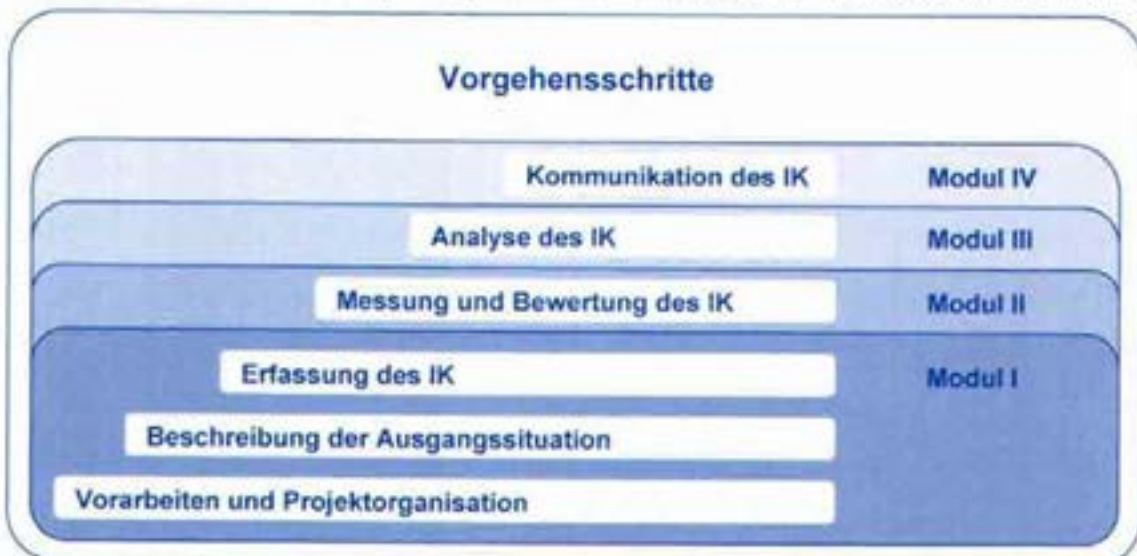 Vorgehensschritte
Kommunikation des IK Modul IV
Analyse des IK Modul III
Messung und Bewertung des IK Modul II
Erfassung des IK Modul I
Beschreibung der Ausgangssituation
Vorarbeiten und Projektorganisation